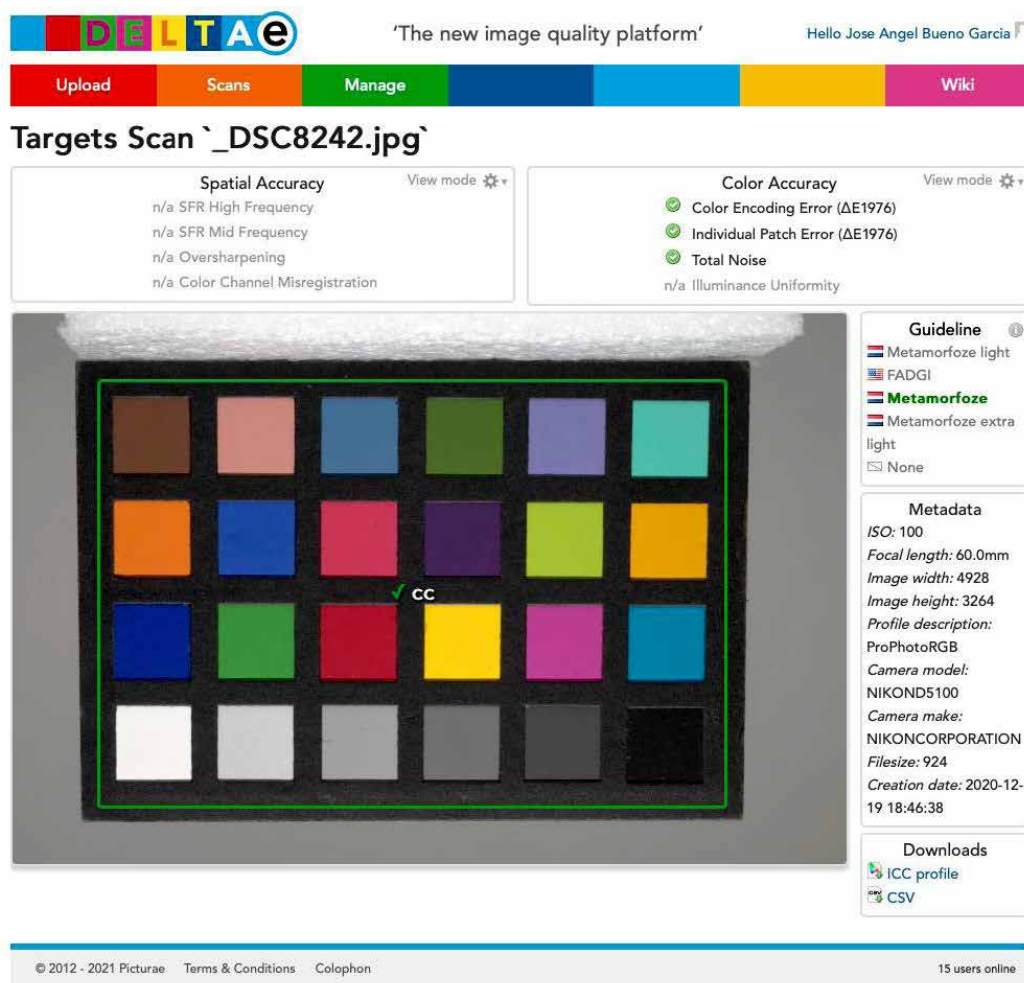 DELTAe
'The new image quality platform'
Hello Jose Angel Bueno Garcia
Upload
Scans
Manage
Wiki
Targets Scan `_DSC8242.jpg`
Spatial Accuracy
View mode
n/a SFR High Frequency
n/a SFR Mid Frequency
n/a Oversharpening
n/a Color Channel Misregistration
Color Accuracy
View mode
Color Encoding Error (ΔE1976)
Individual Patch Error (ΔE1976)
Total Noise
n/a Illuminance Uniformity
CC
Guideline
Metamorfoze light
FADGI
Metamorfoze
Metamorfoze extra
light
None
Metadata
ISO: 100
Focal length: 60.0mm
Image width: 4928
Image height: 3264
Profile description:
ProPhotoRGB
Camera model:
NIKOND5100
Camera make:
NIKONCORPORATION
Filesize: 924
Creation date: 2020-12-
19 18:46:38
Downloads
ICC profile
CSV
© 2012 - 2021 Picturae
Terms & Conditions
Colophon
15 users online